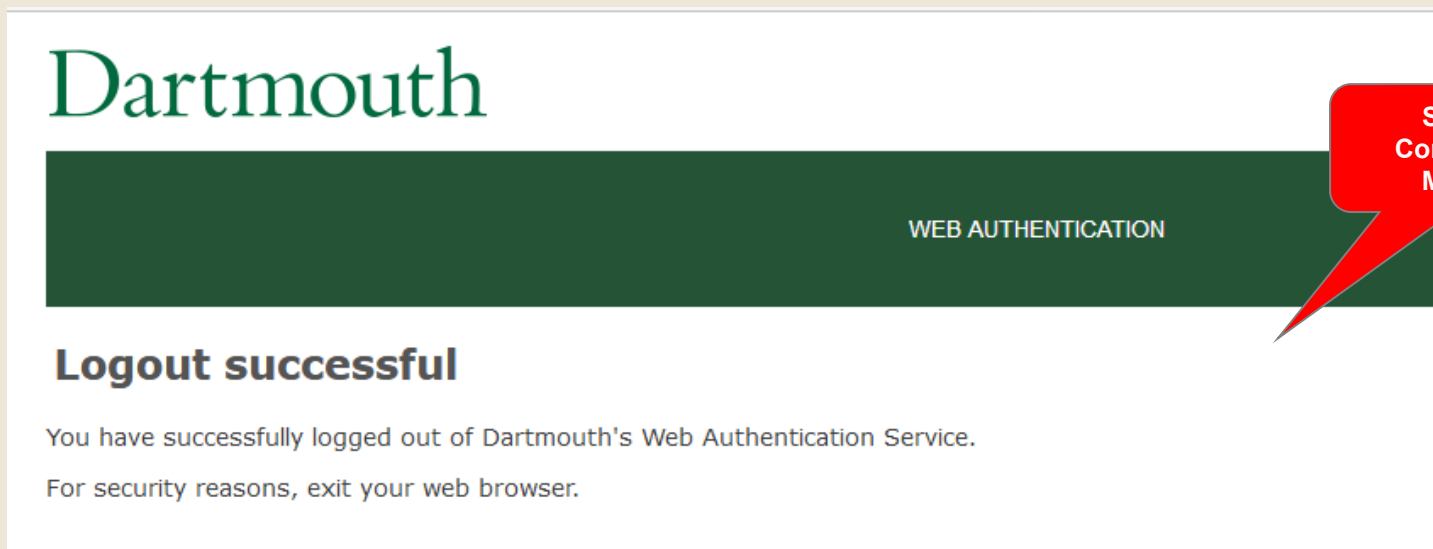 Dartmouth
WEB AUTHENTICATION
Logout successful
You have successfully logged out of Dartmouth's Web Authentication Service.
For security reasons, exit your web browser.